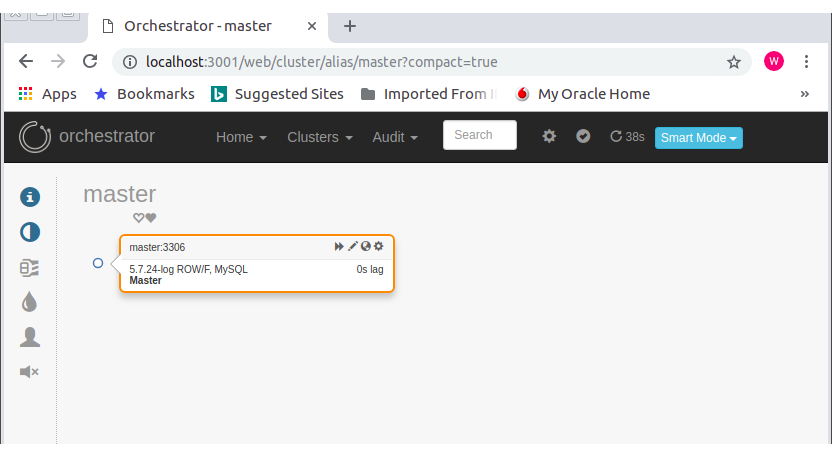 Orchestrator - master
localhost:3001/web/cluster/alias/master?compact=true
W
Apps Bookmarks Suggested Sites Imported From My Oracle Home »
orchestrator Home Clusters Audit Search 38s Smart Mode
master
master:3306
5.7.24-log ROW/F, MySQL 0s lag
Master